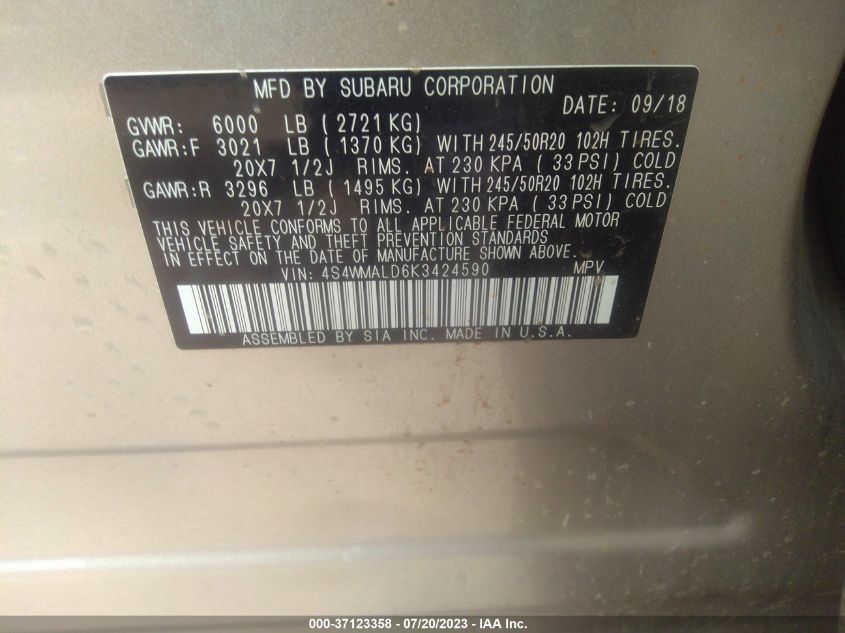 MFD BY SUBARU CORPORATION
DATE: 09/18
GVWR: 6000 LB ( 2721 KG)
GAWR:F 3021 LB ( 1370 KG) WITH 245/50R20 102H TIRES.
20X7 1/2J RIMS. AT 230 KPA ( 33 PSI) COLD
GAWR:R 3296 LB ( 1495 KG) WITH 245/50R20 102H TIRES.
20X7 1/2J RIMS. AT 230 KPA ( 33 PSI) COLD
THIS VEHICLE CONFORMS TO ALL APPLICABLE FEDERAL MOTOR
VEHICLE SAFETY AND THEFT PREVENTION STANDARDS
IN EFFECT ON THE DATE OF MANUFACTURE SHOWN ABOVE.
VIN: 4S4WMALD6K3424590 MPV
ASSEMBLED BY SIA INC. MADE IN U.S.A.
000-37123358 - 07/20/2023 - IAA Inc.